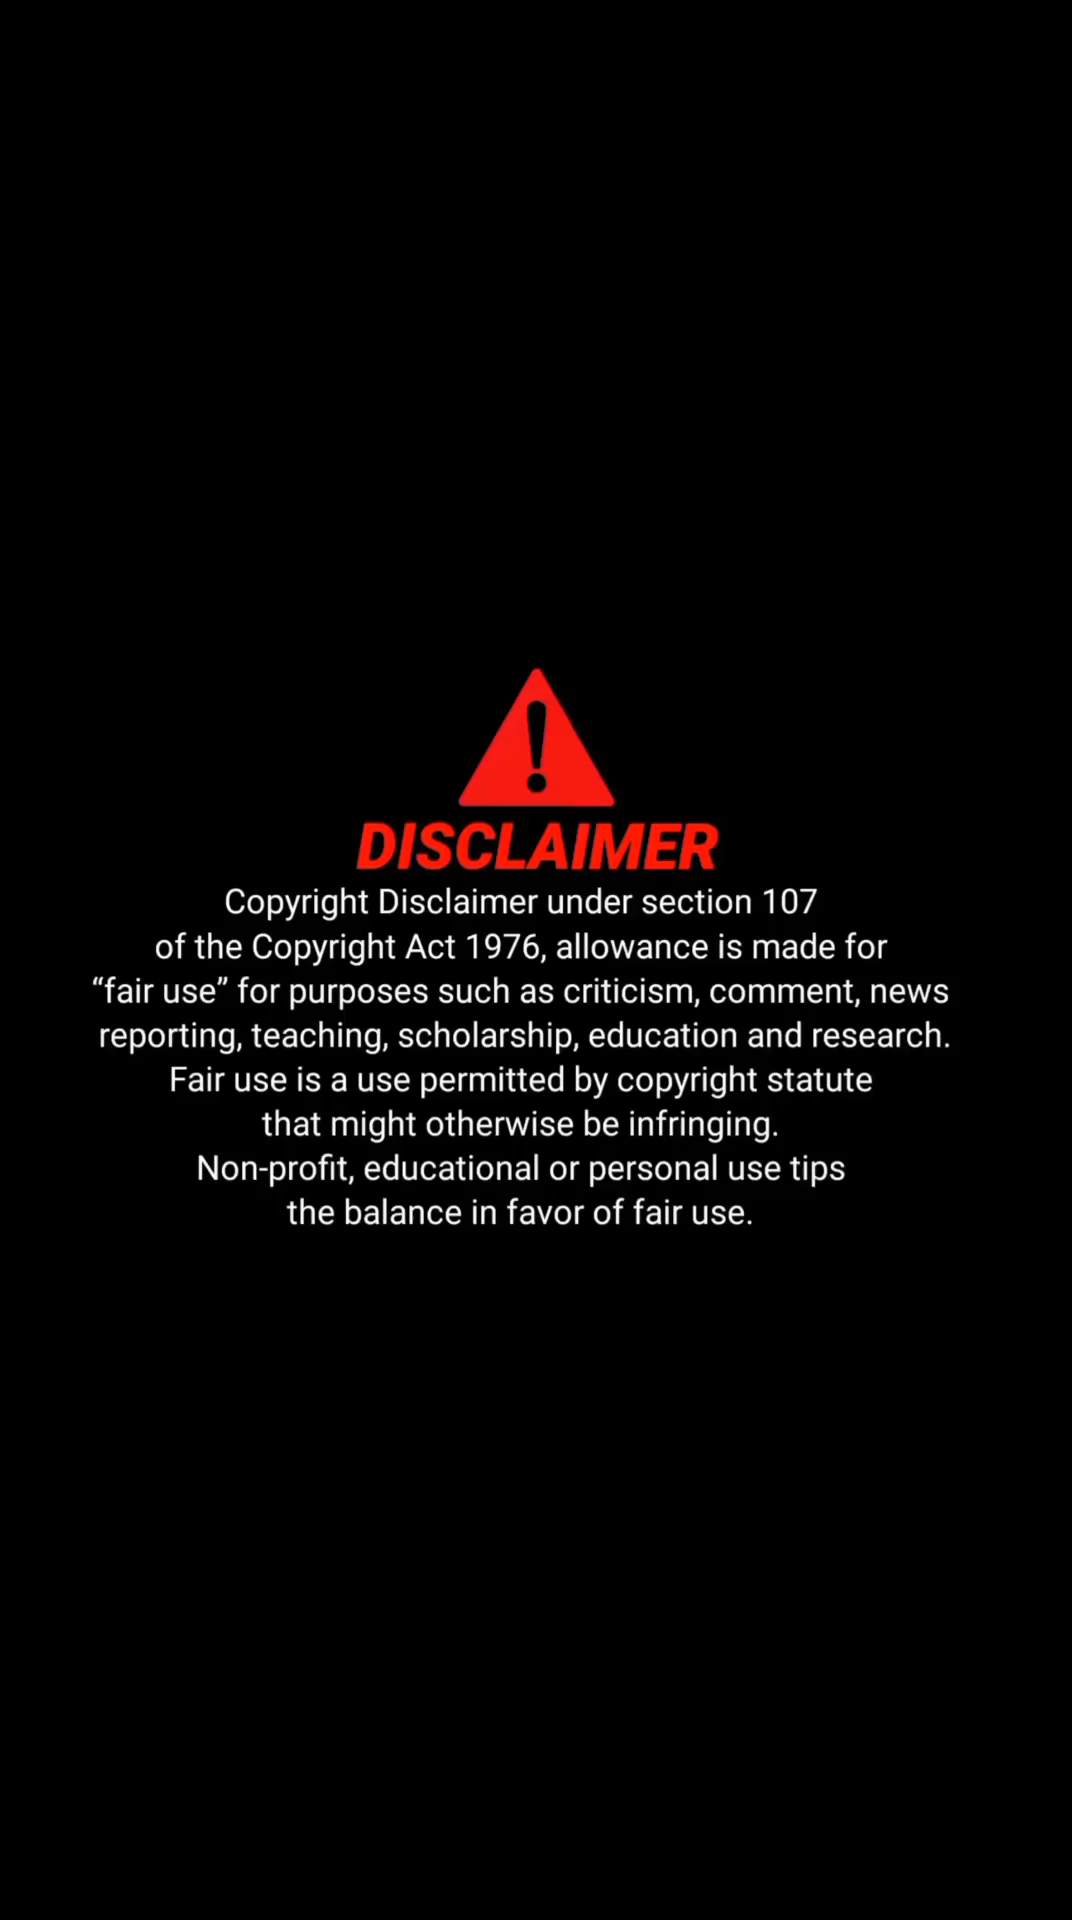 DISCLAIMER
Copyright Disclaimer under section 107
of the Copyright Act 1976, allowance is made for
“fair use” for purposes such as criticism, comment, news
reporting, teaching, scholarship, education and research.
Fair use is a use permitted by copyright statute
that might otherwise be infringing.
Non-profit, educational or personal use tips
the balance in favor of fair use.